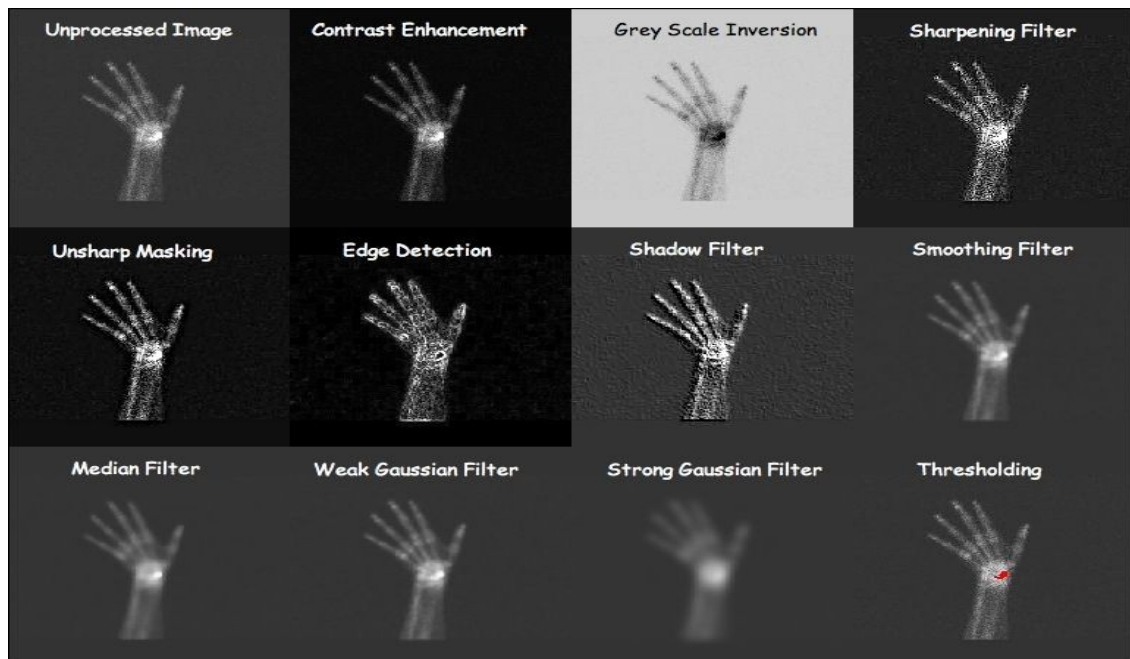 Unprocessed Image
Contrast Enhancement
Grey Scale Inversion
Sharpening Filter
Unsharp Masking
Edge Detection
Shadow Filter
Smoothing Filter
Median Filter
Weak Gaussian Filter
Strong Gaussian Filter
Thresholding